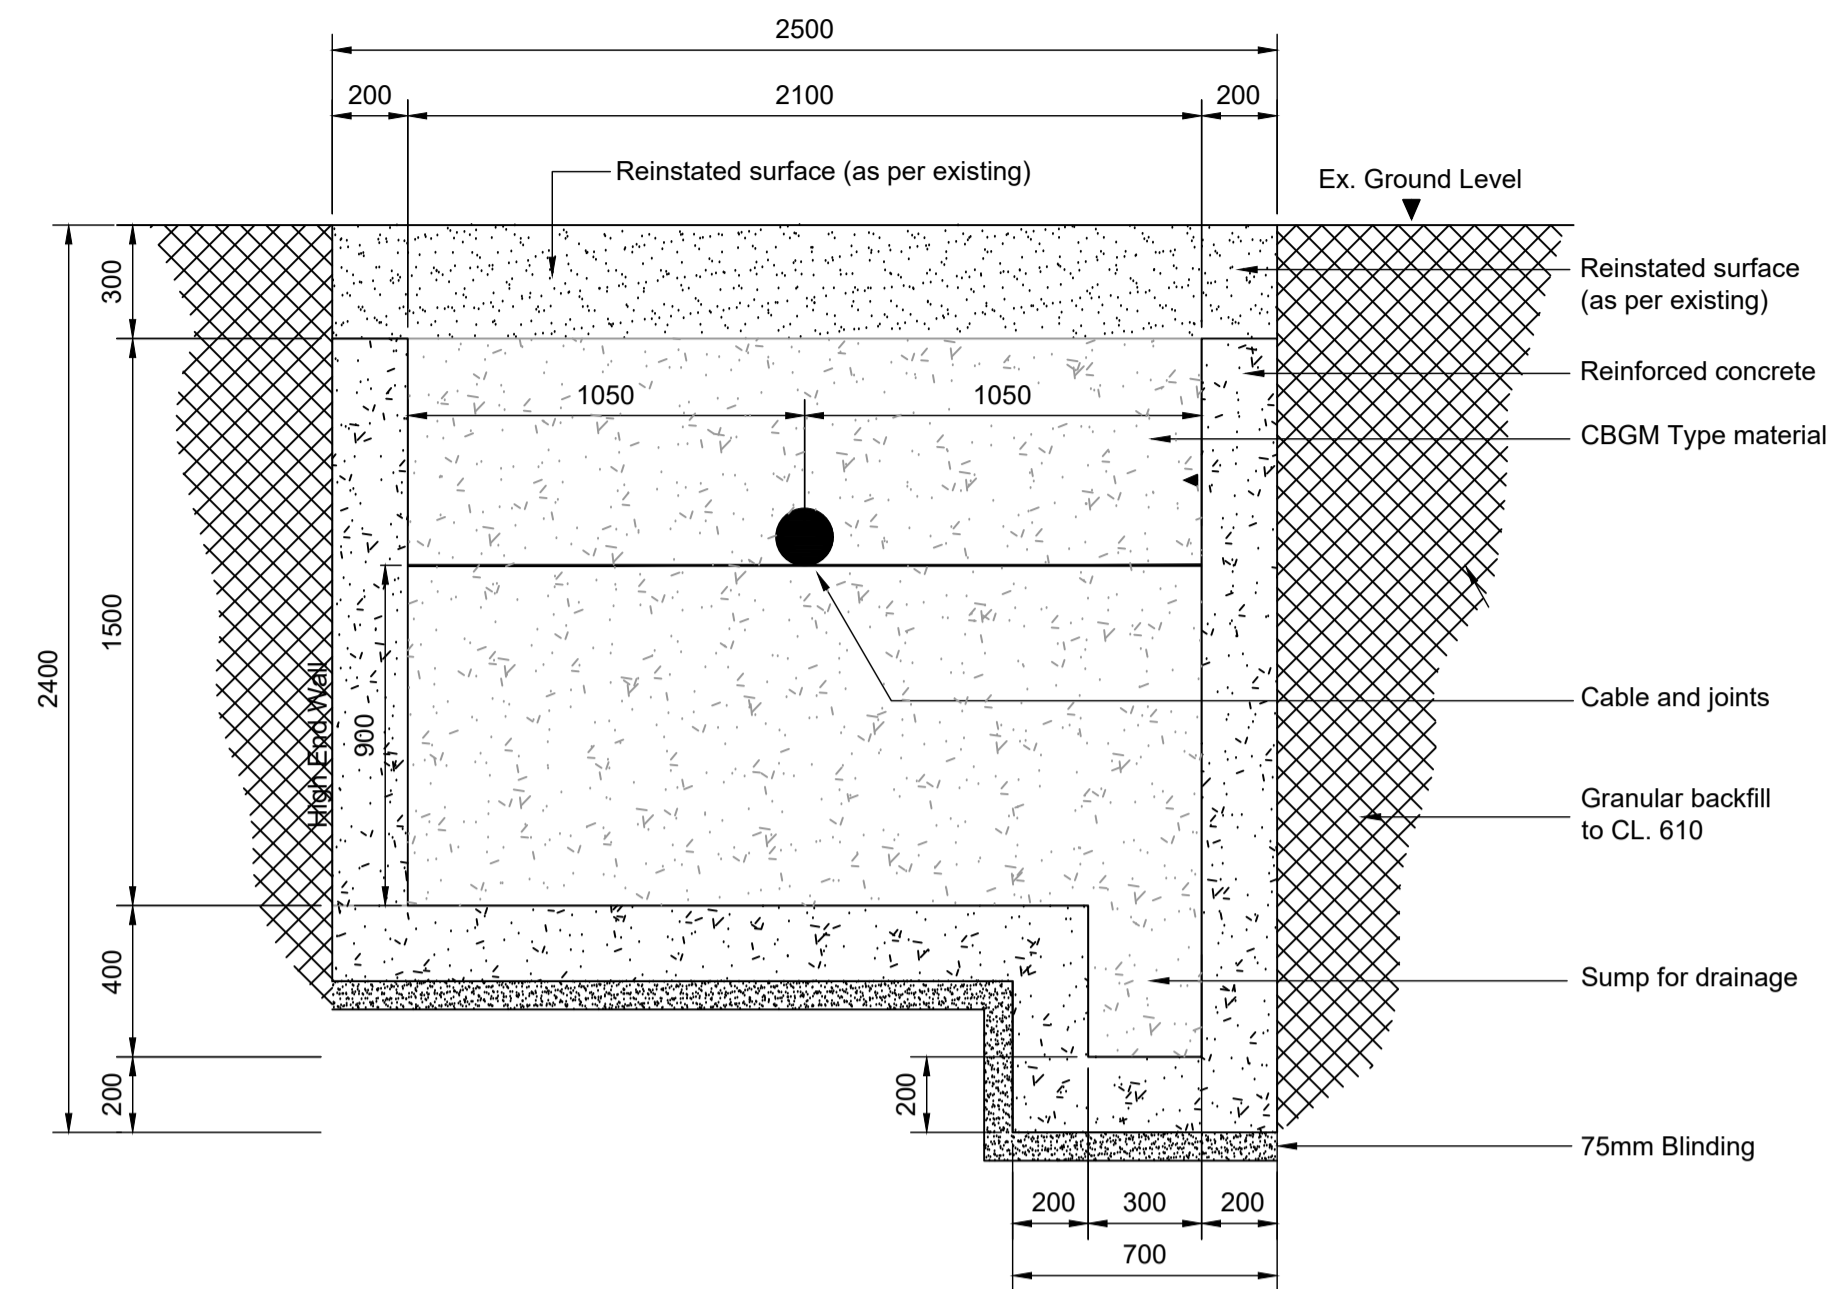 2500
200
2100
200
Reinstated surface (as per existing)
Ex. Ground Level
300
Reinstated surface
(as per existing)
Reinforced concrete
1050
1050
CBGM Type material
1500
2400
High End Wall
900
Cable and joints
Granular backfill
to CL. 610
400
Sump for drainage
200
200
75mm Blinding
200
300
200
700